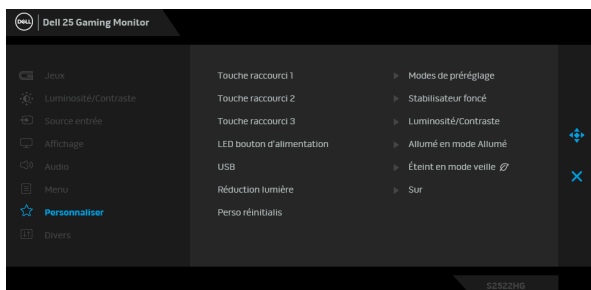 DELL Dell 25 Gaming Monitor
Jeux
Luminosité/Contraste
Source entrée
Affichage
Audio
Menu
Personnaliser
Divers
Touche raccourci 1 Modes de préréglage
Touche raccourci 2 Stabilisateur foncé
Touche raccourci 3 Luminosité/Contraste
LED bouton d'alimentation Allumé en mode Allumé
USB Éteint en mode veille
Réduction lumière Sur
Perso réinitialis
S2522HG